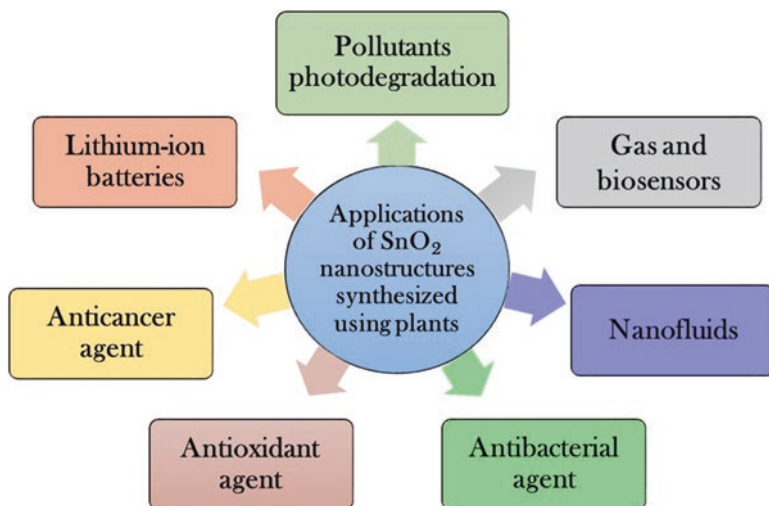 Pollutants
photodegradation
Lithium-ion
batteries
Gas and
biosensors
Applications
of SnO₂
nanostructures
synthesized
using plants
Anticancer
agent
Nanofluids
Antioxidant
agent
Antibacterial
agent